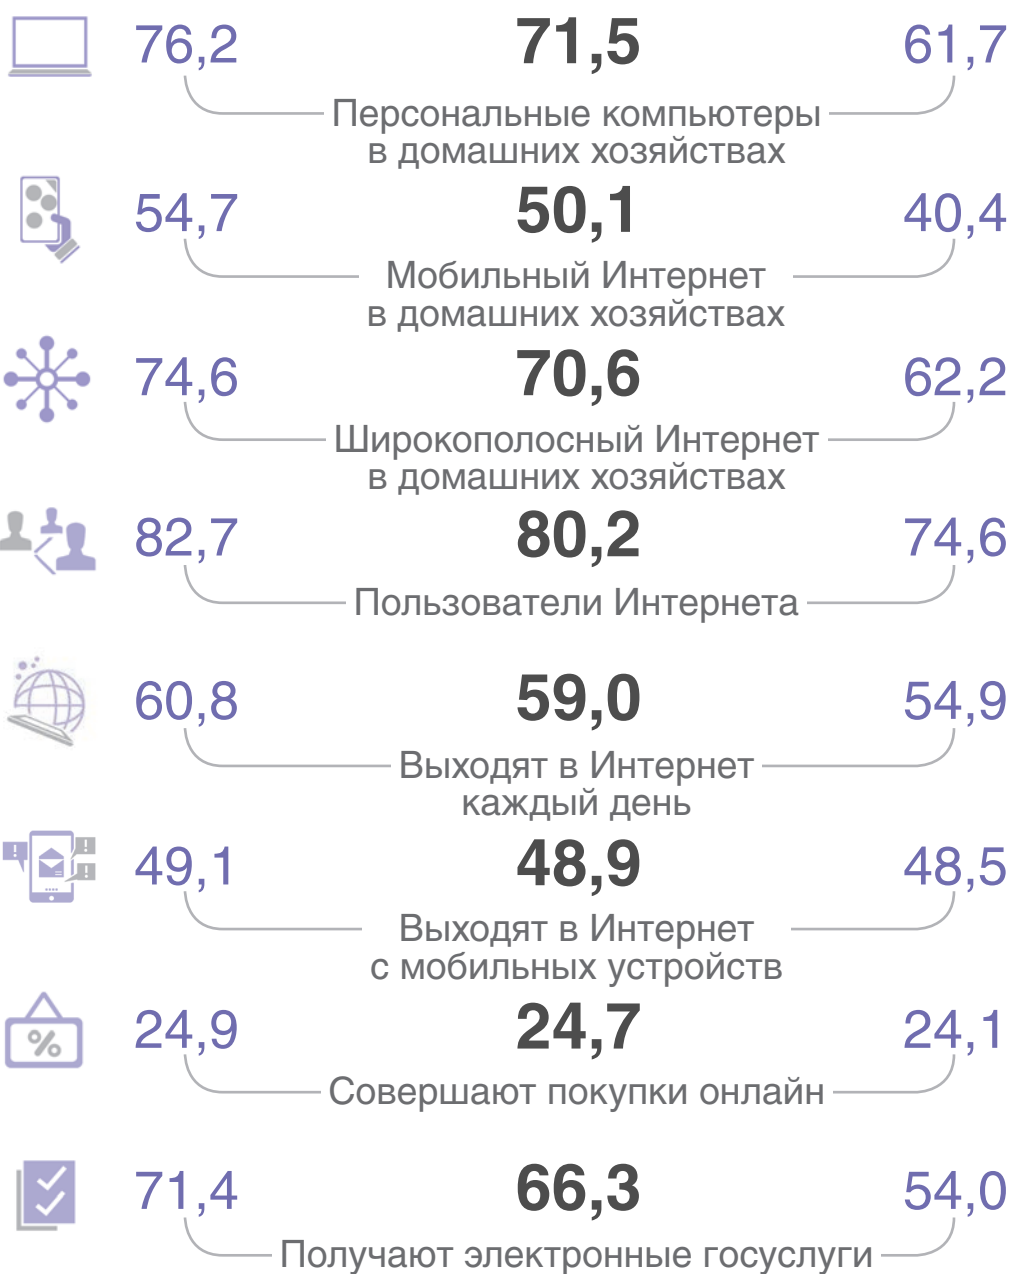 76,2 71,5 61,7
Персональные компьютеры
в домашних хозяйствах
54,7 50,1 40,4
Мобильный Интернет
в домашних хозяйствах
74,6 70,6 62,2
Широкополосный Интернет
в домашних хозяйствах
82,7 80,2 74,6
Пользователи Интернета
60,8 59,0 54,9
Выходят в Интернет
каждый день
49,1 48,9 48,5
Выходят в Интернет
с мобильных устройств
% 24,9 24,7 24,1
Совершают покупки онлайн
71,4 66,3 54,0
Получают электронные госуслуги